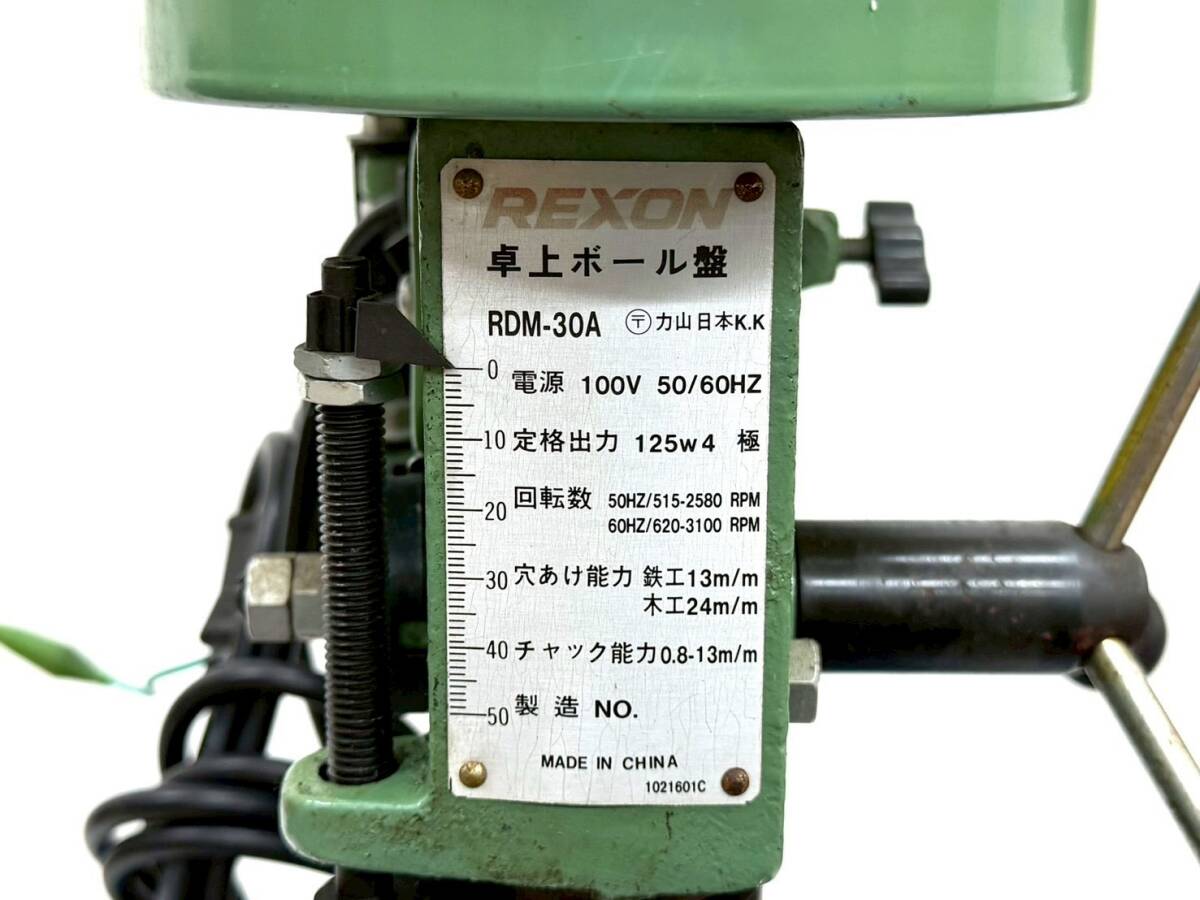 REXON
卓上ボール盤
RDM-30A 〶力山日本K.K
0 電源 100V 50/60HZ
10 定格出力 125w4 極
20 回転数 50HZ/515-2580 RPM
60HZ/620-3100 RPM
30 穴あけ能力 鉄工13m/m
木工24m/m
40 チャック能力0.8-13m/m
50 製造 NO.
MADE IN CHINA
1021601C